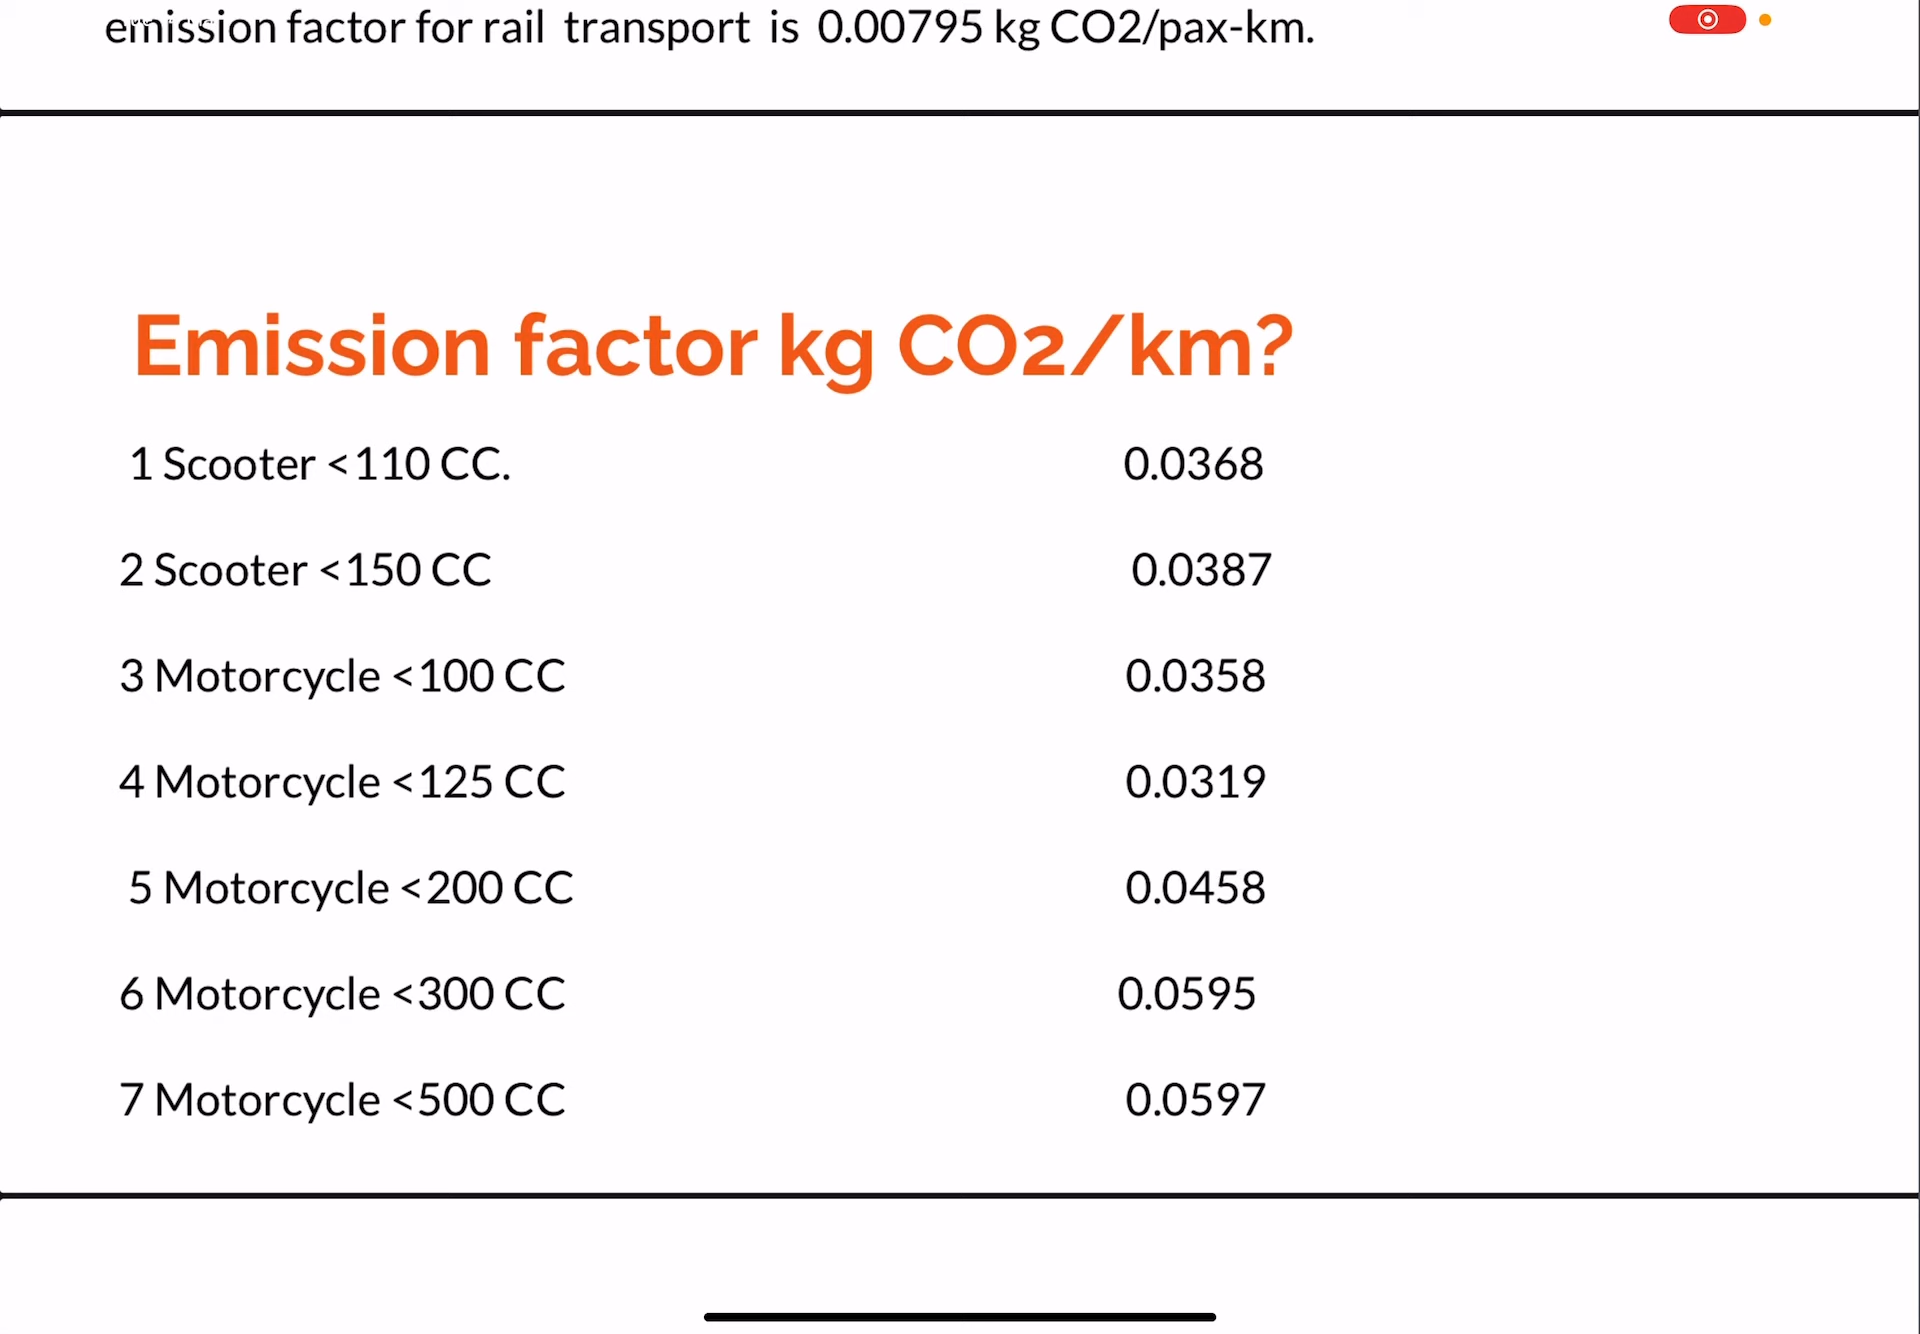 emission factor for rail transport is 0.00795 kg CO2/pax-km.
Emission factor kg CO2/km?
1 Scooter <110 CC. 0.0368
2 Scooter <150 CC 0.0387
3 Motorcycle <100 CC 0.0358
4 Motorcycle <125 CC 0.0319
5 Motorcycle <200 CC 0.0458
6 Motorcycle <300 CC 0.0595
7 Motorcycle <500 CC 0.0597